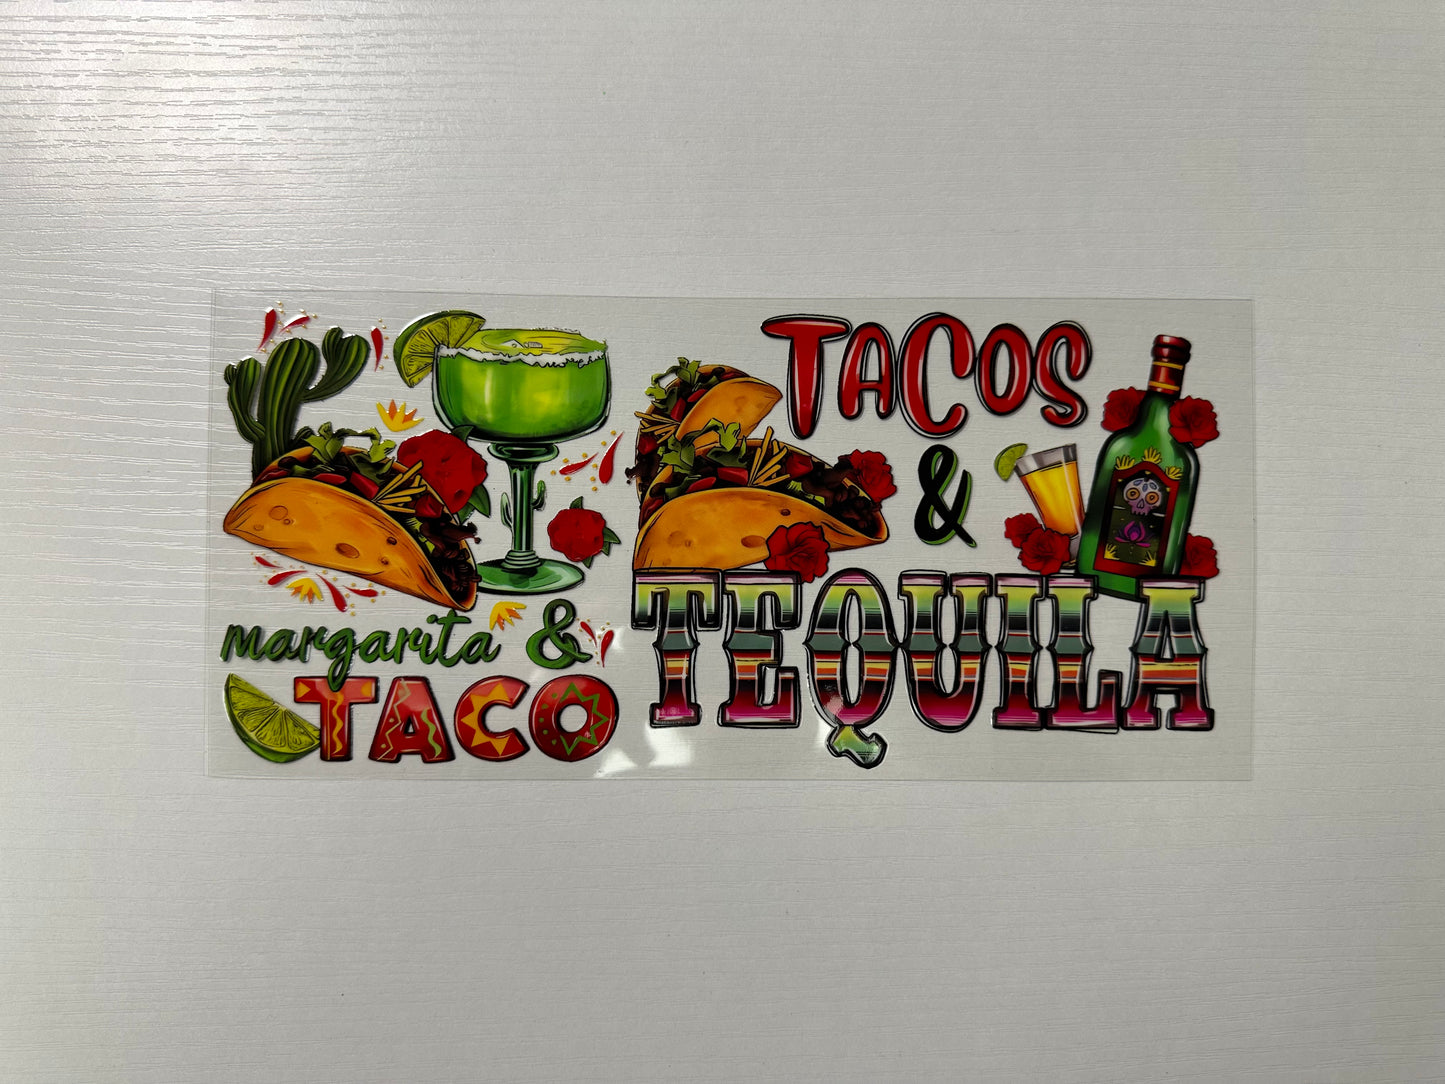 margarita &
TACO
TACOS
&
TEQUILA